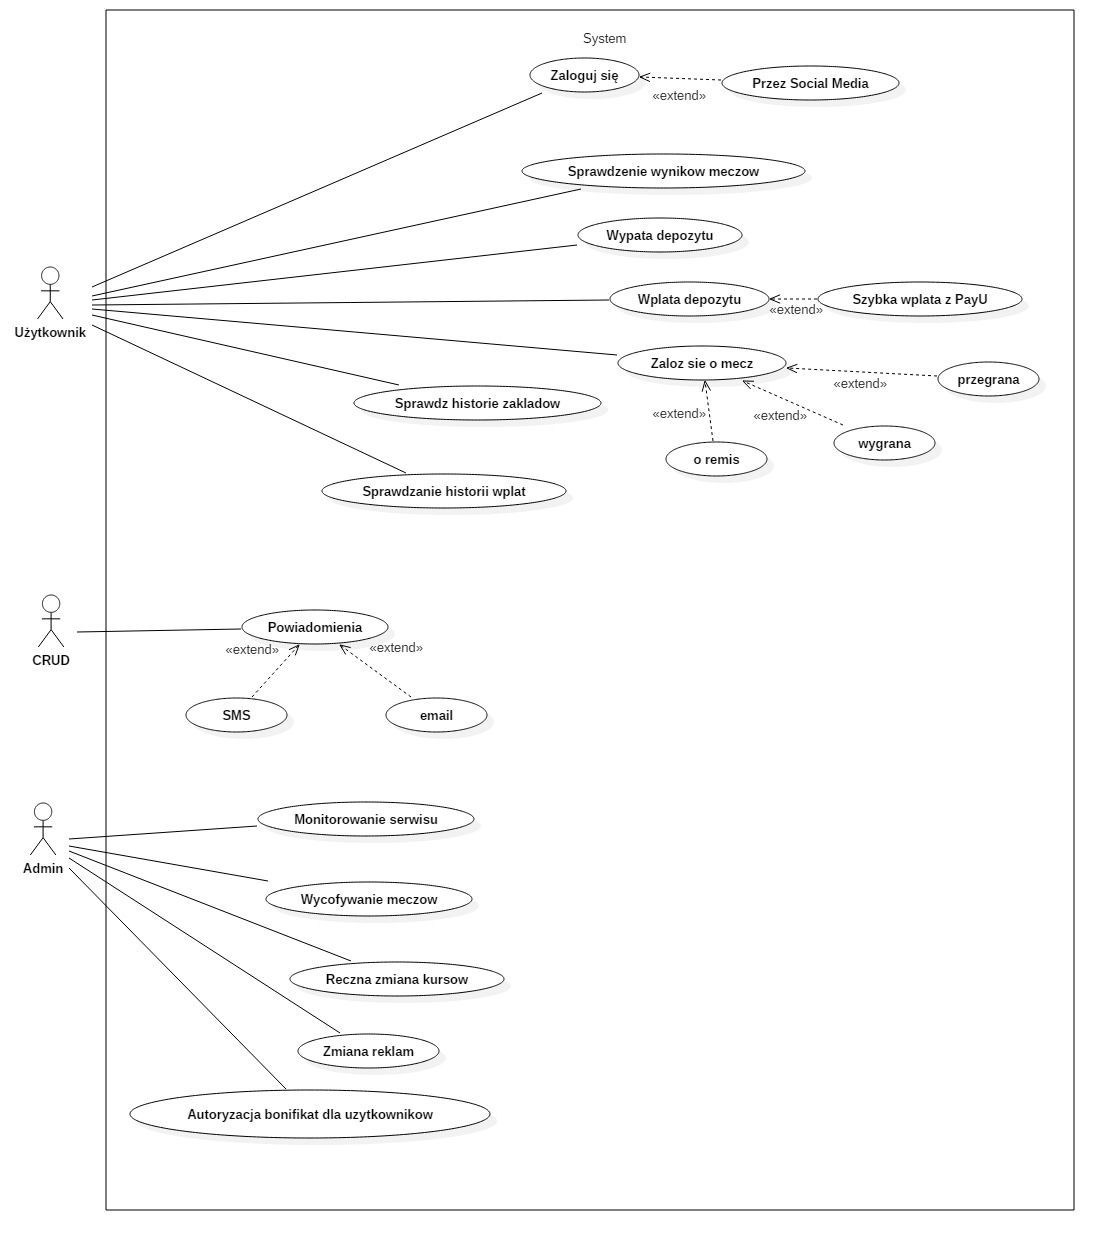 System
Zaloguj się
Przez Social Media
«extend»
Sprawdzenie wynikow meczow
Wypata depozytu
Wplata depozytu
Szybka wplata z PayU
«extend»
Użytkownik
Zaloz sie o mecz
przegrana
«extend»
Sprawdz historie zakladow
«extend»
«extend»
wygrana
o remis
Sprawdzanie historii wplat
Powiadomienia
«extend»
«extend»
CRUD
SMS
email
Monitorowanie serwisu
Admin
Wycofywanie meczow
Reczna zmiana kursow
Zmiana reklam
Autoryzacja bonifikat dla uzytkownikow